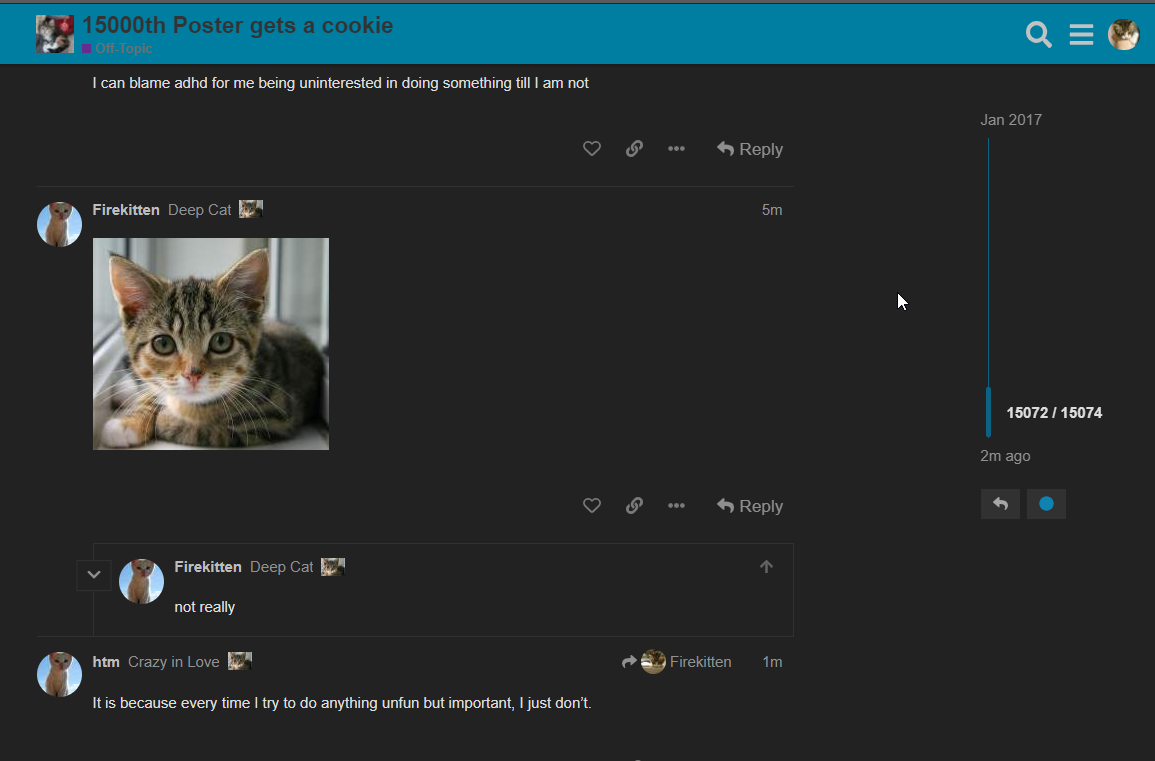 15000th Poster gets a cookie
Off-Topic
I can blame adhd for me being uninterested in doing something till I am not
Jan 2017
Reply
Firekitten Deep Cat 5m
15072 / 15074
2m ago
Reply
Firekitten Deep Cat
not really
htm Crazy in Love Firekitten 1m
It is because every time I try to do anything unfun but important, I just don’t.